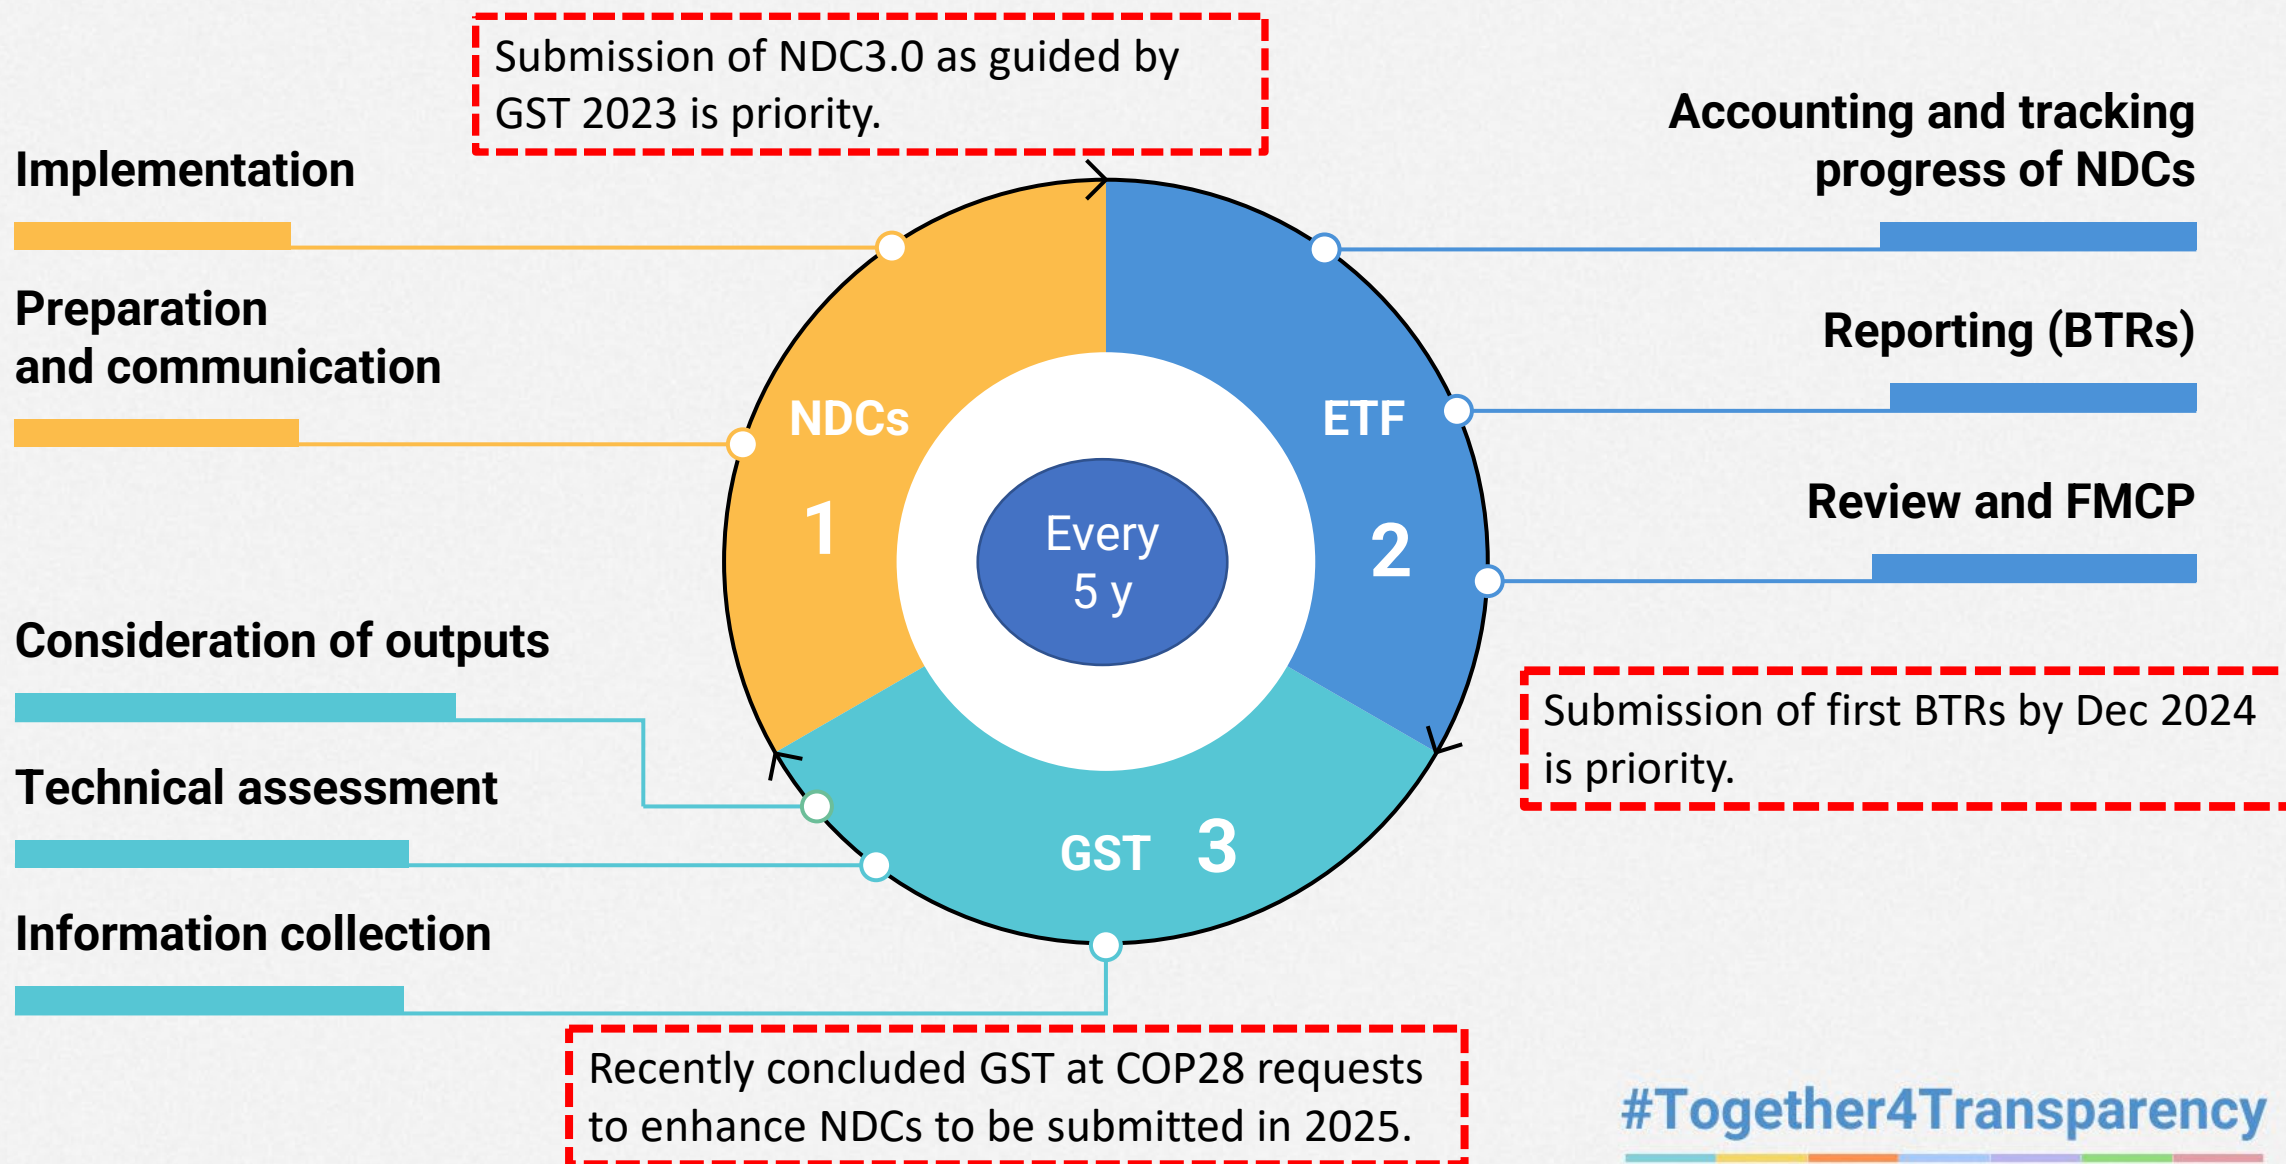 Submission of NDC3.0 as guided by
GST 2023 is priority.
Implementation
Preparation
and communication
Consideration of outputs
Technical assessment
Information collection
NDCs
1
Every
5 y
ETF
2
GST 3
Accounting and tracking
progress of NDCs
Reporting (BTRs)
Review and FMCP
Submission of first BTRs by Dec 2024
is priority.
Recently concluded GST at COP28 requests
to enhance NDCs to be submitted in 2025.
#Together4Transparency